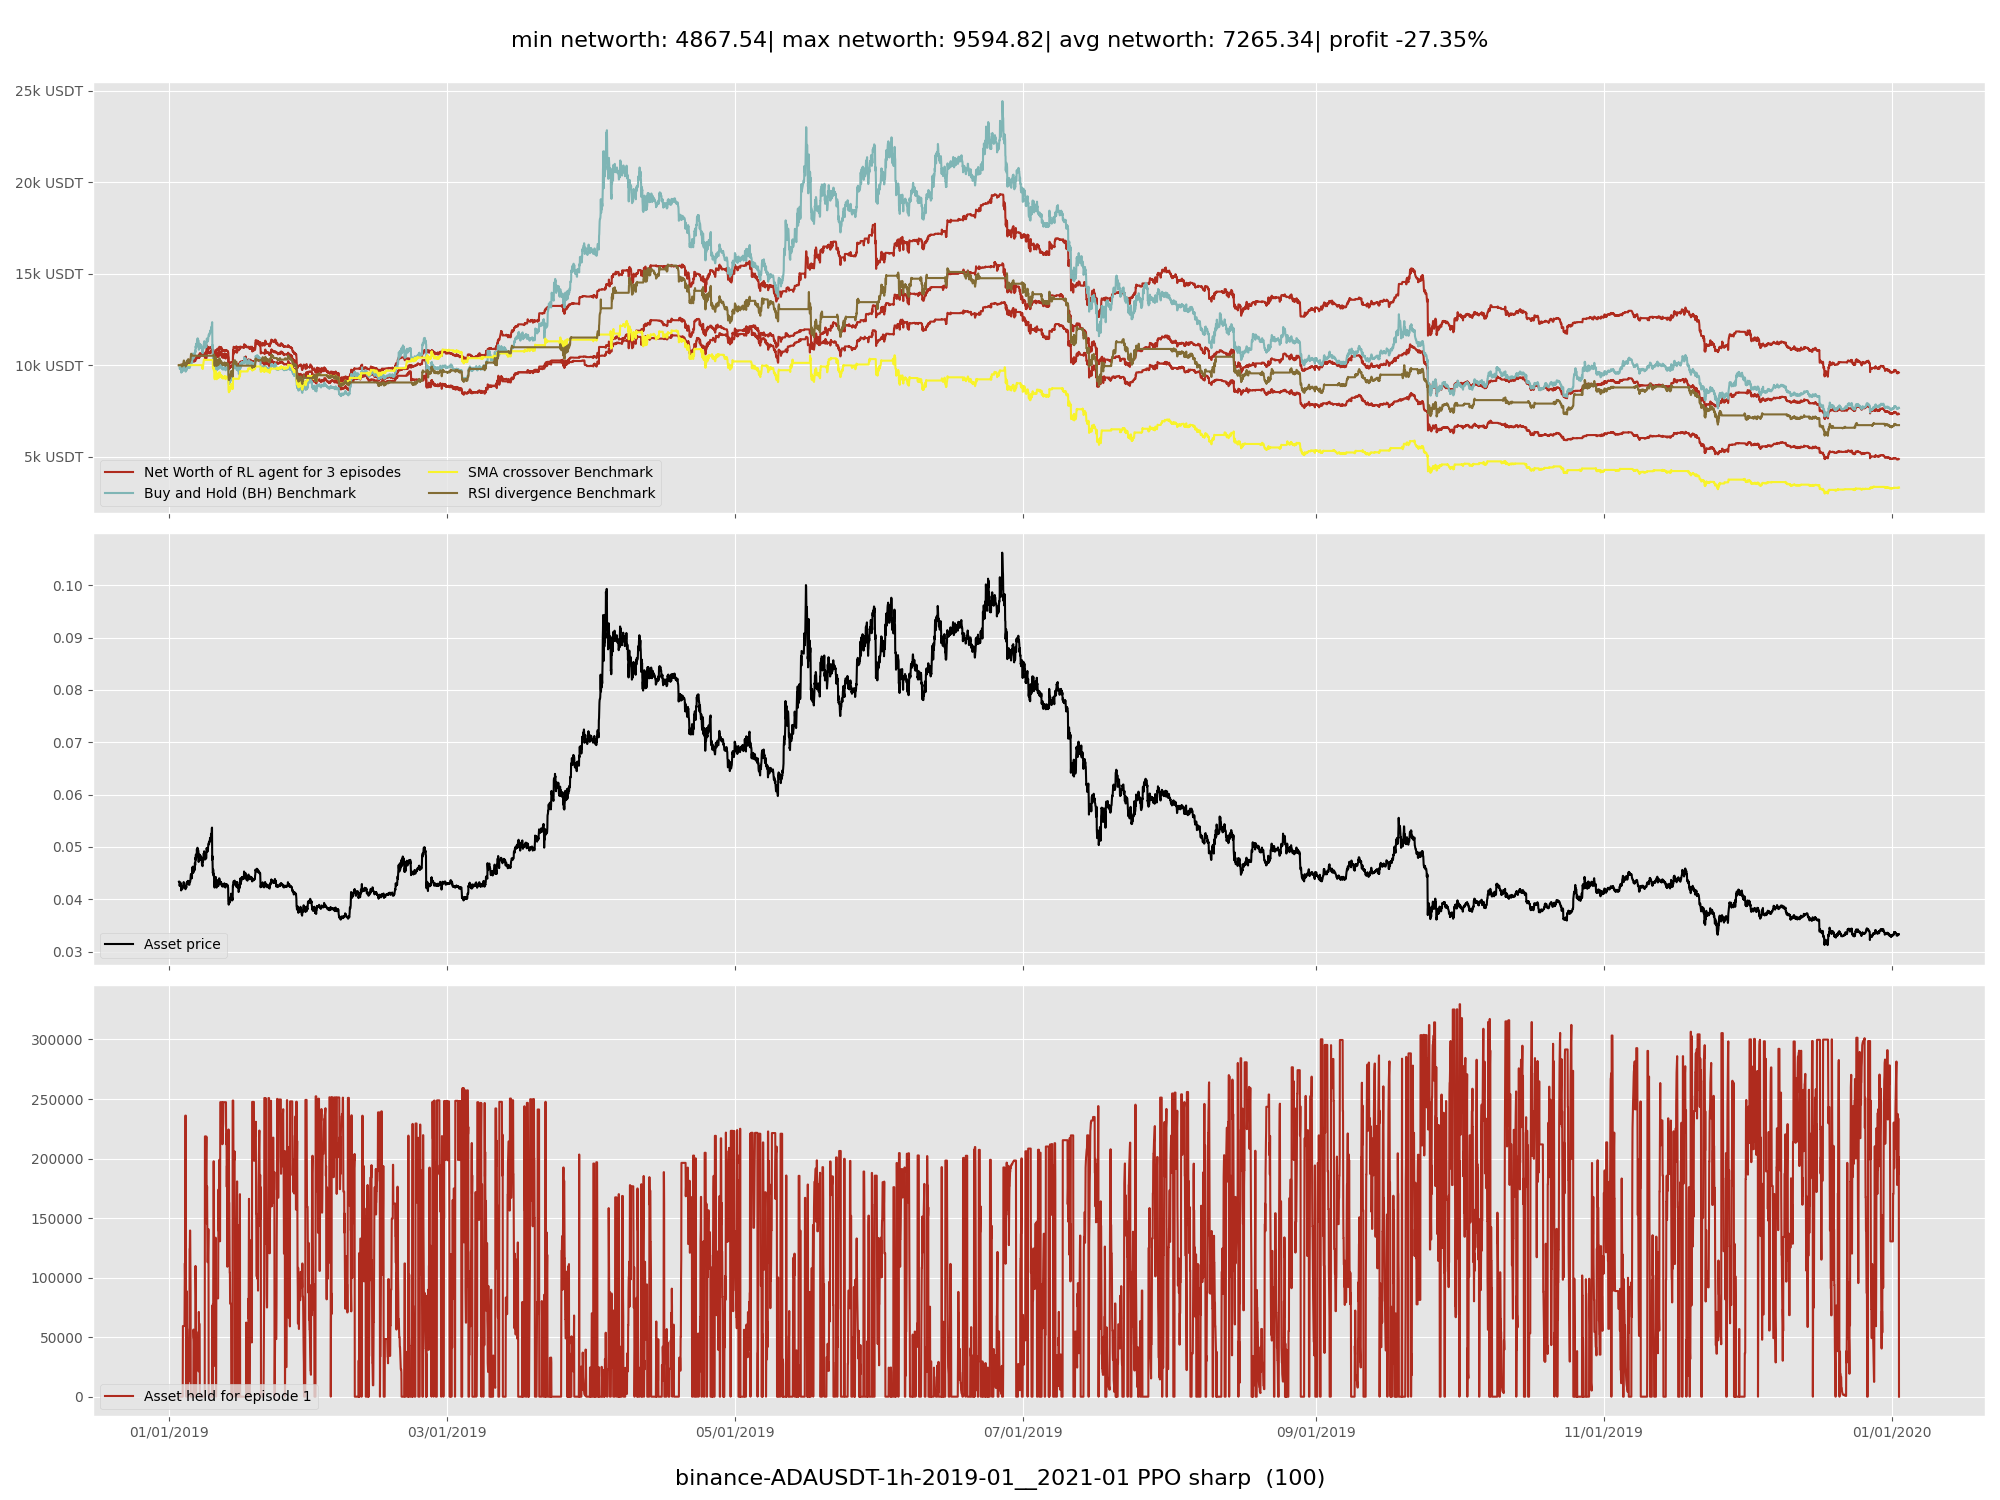 min networth: 4867.54| max networth: 9594.82| avg networth: 7265.34| profit -27.35%
25k USDT
20k USDT
15k USDT
10k USDT
5k USDT
Net Worth of RL agent for 3 episodes
Buy and Hold (BH) Benchmark
SMA crossover Benchmark
RSI divergence Benchmark
0.10
0.09
0.08
0.07
0.06
0.05
0.04
0.03
Asset price
300000
250000
200000
150000
100000
50000
0
Asset held for episode 1
01/01/2019
03/01/2019
05/01/2019
07/01/2019
09/01/2019
11/01/2019
01/01/2020
binance-ADAUSDT-1h-2019-01__2021-01 PPO sharp  (100)